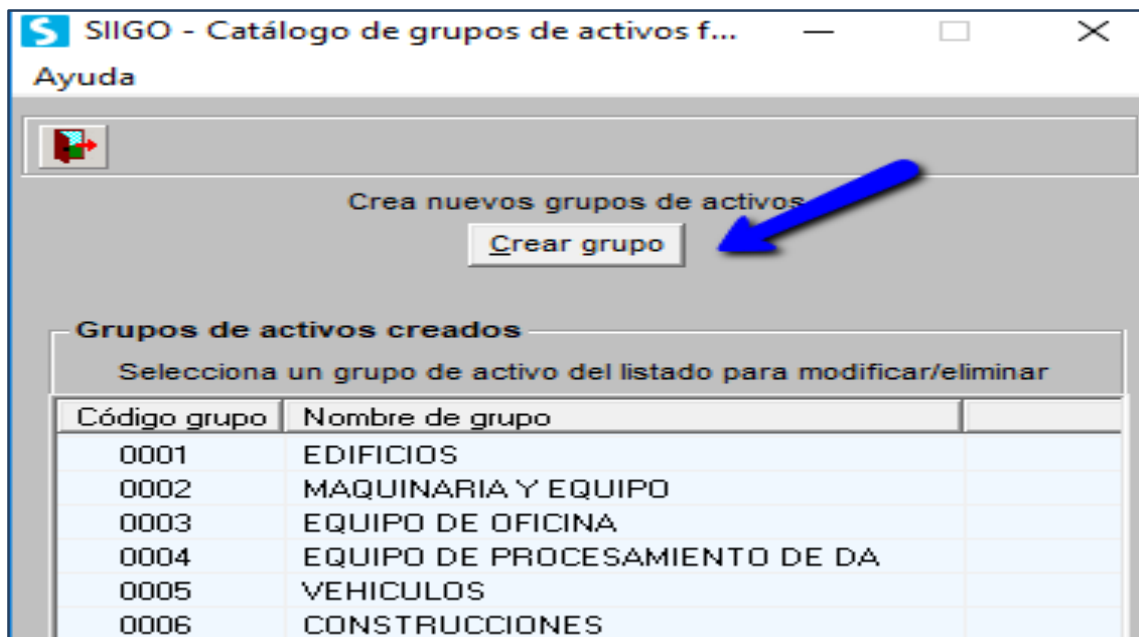 SIIGO - Catálogo de grupos de activos f...
Ayuda
Crea nuevos grupos de activos
Crear grupo
Grupos de activos creados
Selecciona un grupo de activo del listado para modificar/eliminar
Código grupo Nombre de grupo
0001 EDIFICIOS
0002 MAQUINARIA Y EQUIPO
0003 EQUIPO DE OFICINA
0004 EQUIPO DE PROCESAMIENTO DE DA
0005 VEHICULOS
0006 CONSTRUCCIONES